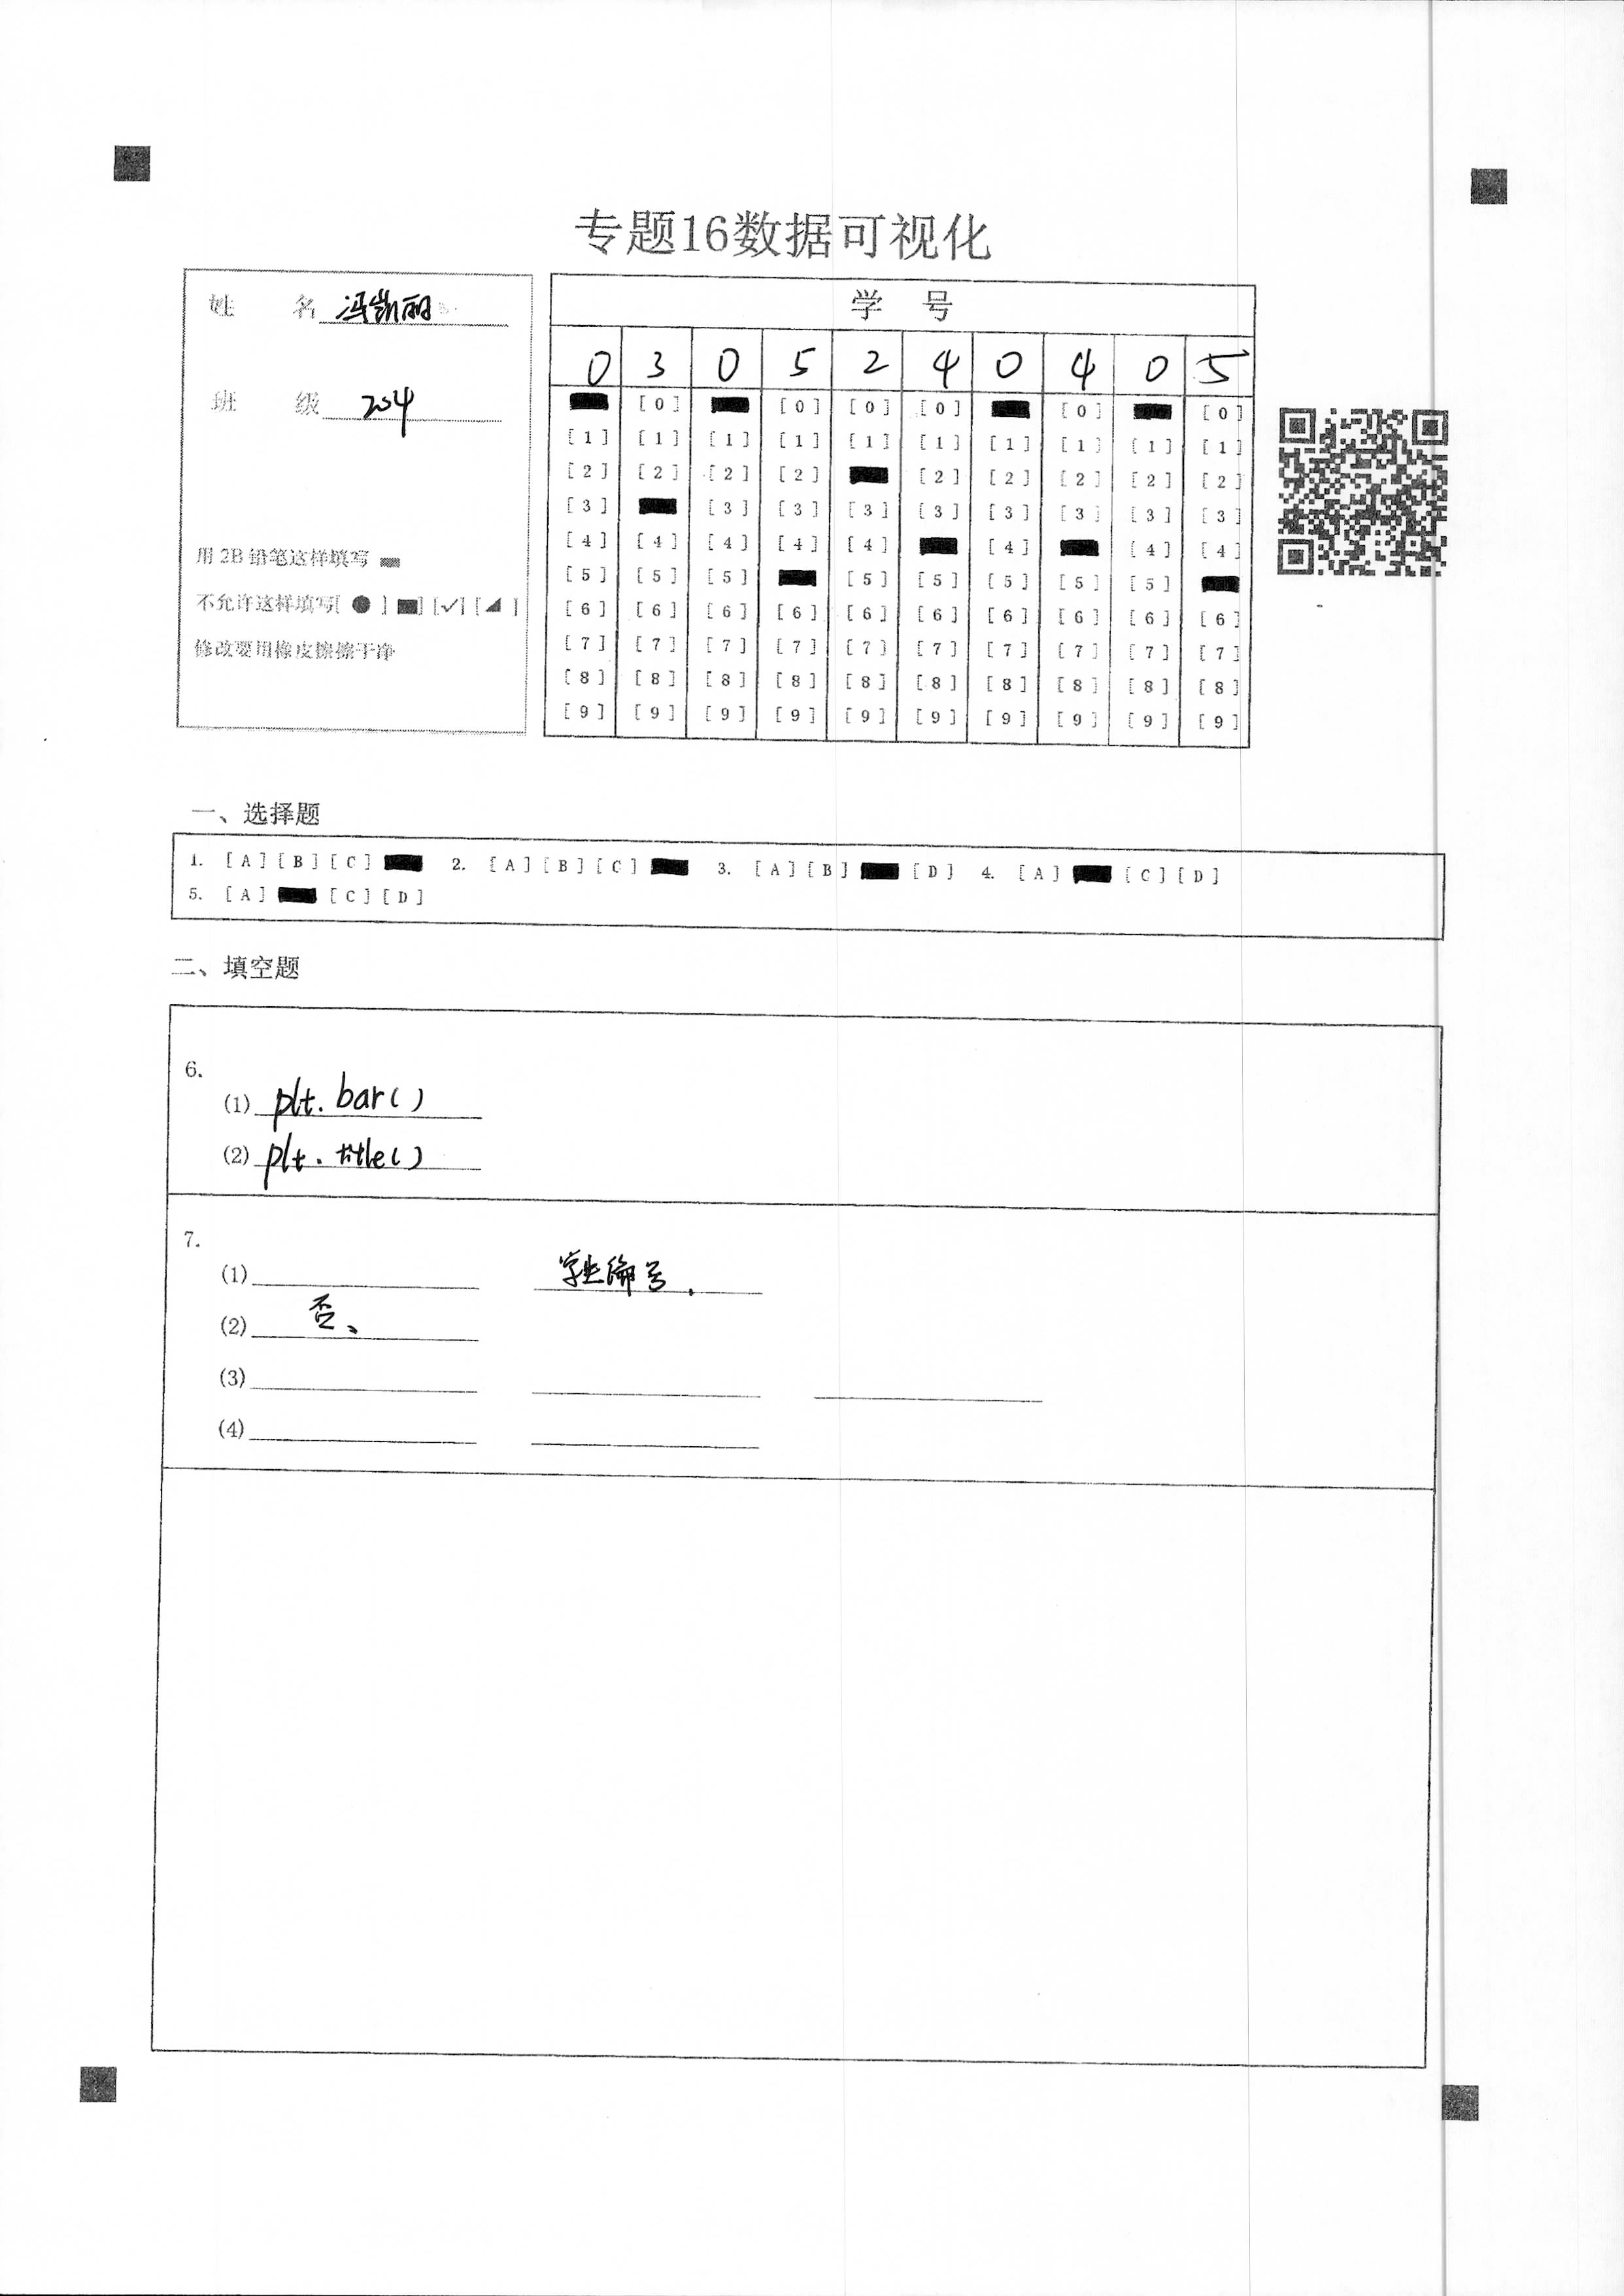 专题16数据可视化
姓 名 冯凯丽
班 级 204
用 2B 铅笔这样填写
不允许这样填写[ ● ] [■] [✓] [◢]
修改要用橡皮擦擦干净
学 号
0 3 0 5 2 4 0 4 0 5
[0] [0] [0] [0] [0] [0]
[1] [1] [1] [1] [1] [1] [1] [1] [1] [1]
[2] [2] [2] [2] [2] [2] [2] [2] [2]
[3] [3] [3] [3] [3] [3] [3] [3] [3]
[4] [4] [4] [4] [4] [4] [4] [4]
[5] [5] [5] [5] [5] [5] [5] [5]
[6] [6] [6] [6] [6] [6] [6] [6] [6] [6]
[7] [7] [7] [7] [7] [7] [7] [7] [7] [7]
[8] [8] [8] [8] [8] [8] [8] [8] [8] [8]
[9] [9] [9] [9] [9] [9] [9] [9] [9] [9]
一、选择题
1. [A] [B] [C] 2. [A] [B] [C] 3. [A] [B] [D] 4. [A] [C] [D]
5. [A] [C] [D]
二、填空题
6.
(1) plt. bar()
(2) plt. title()
7.
(1) 学生编号.
(2) 否、
(3)
(4)